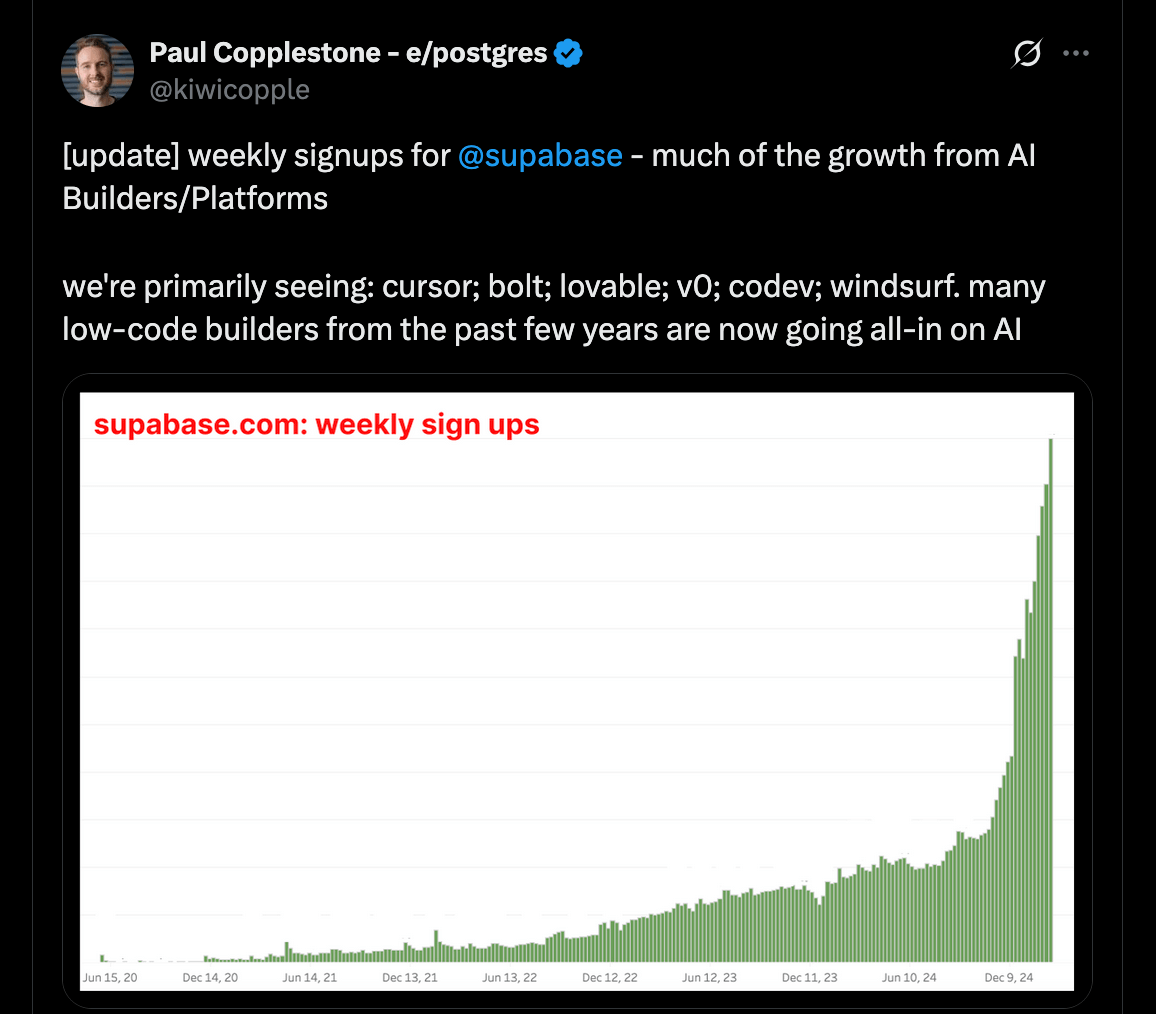 Paul Copplestone - e/postgres
@kiwicopple
[update] weekly signups for @supabase - much of the growth from AI
Builders/Platforms
we're primarily seeing: cursor; bolt; lovable; v0; codev; windsurf. many
low-code builders from the past few years are now going all-in on AI
supabase.com: weekly sign ups
Jun 15, 20 Dec 14, 20 Jun 14, 21 Dec 13, 21 Jun 13, 22 Dec 12, 22 Jun 12, 23 Dec 11, 23 Jun 10, 24 Dec 9, 24